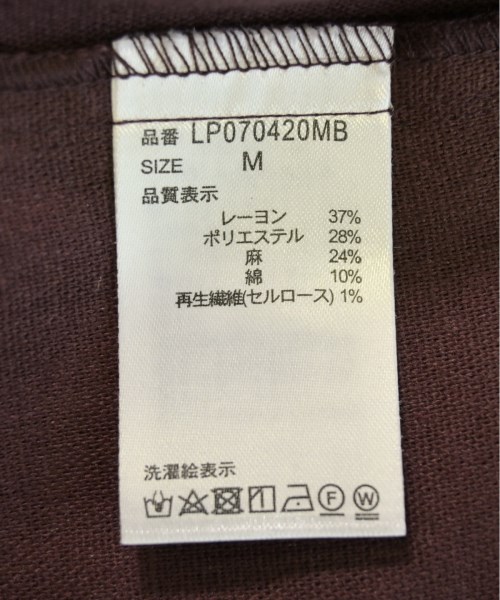 品番 LP070420MB
SIZE M
品質表示
レーヨン 37%
ポリエステル 28%
麻 24%
綿 10%
再生繊維(セルロース) 1%
洗濯絵表示
F W